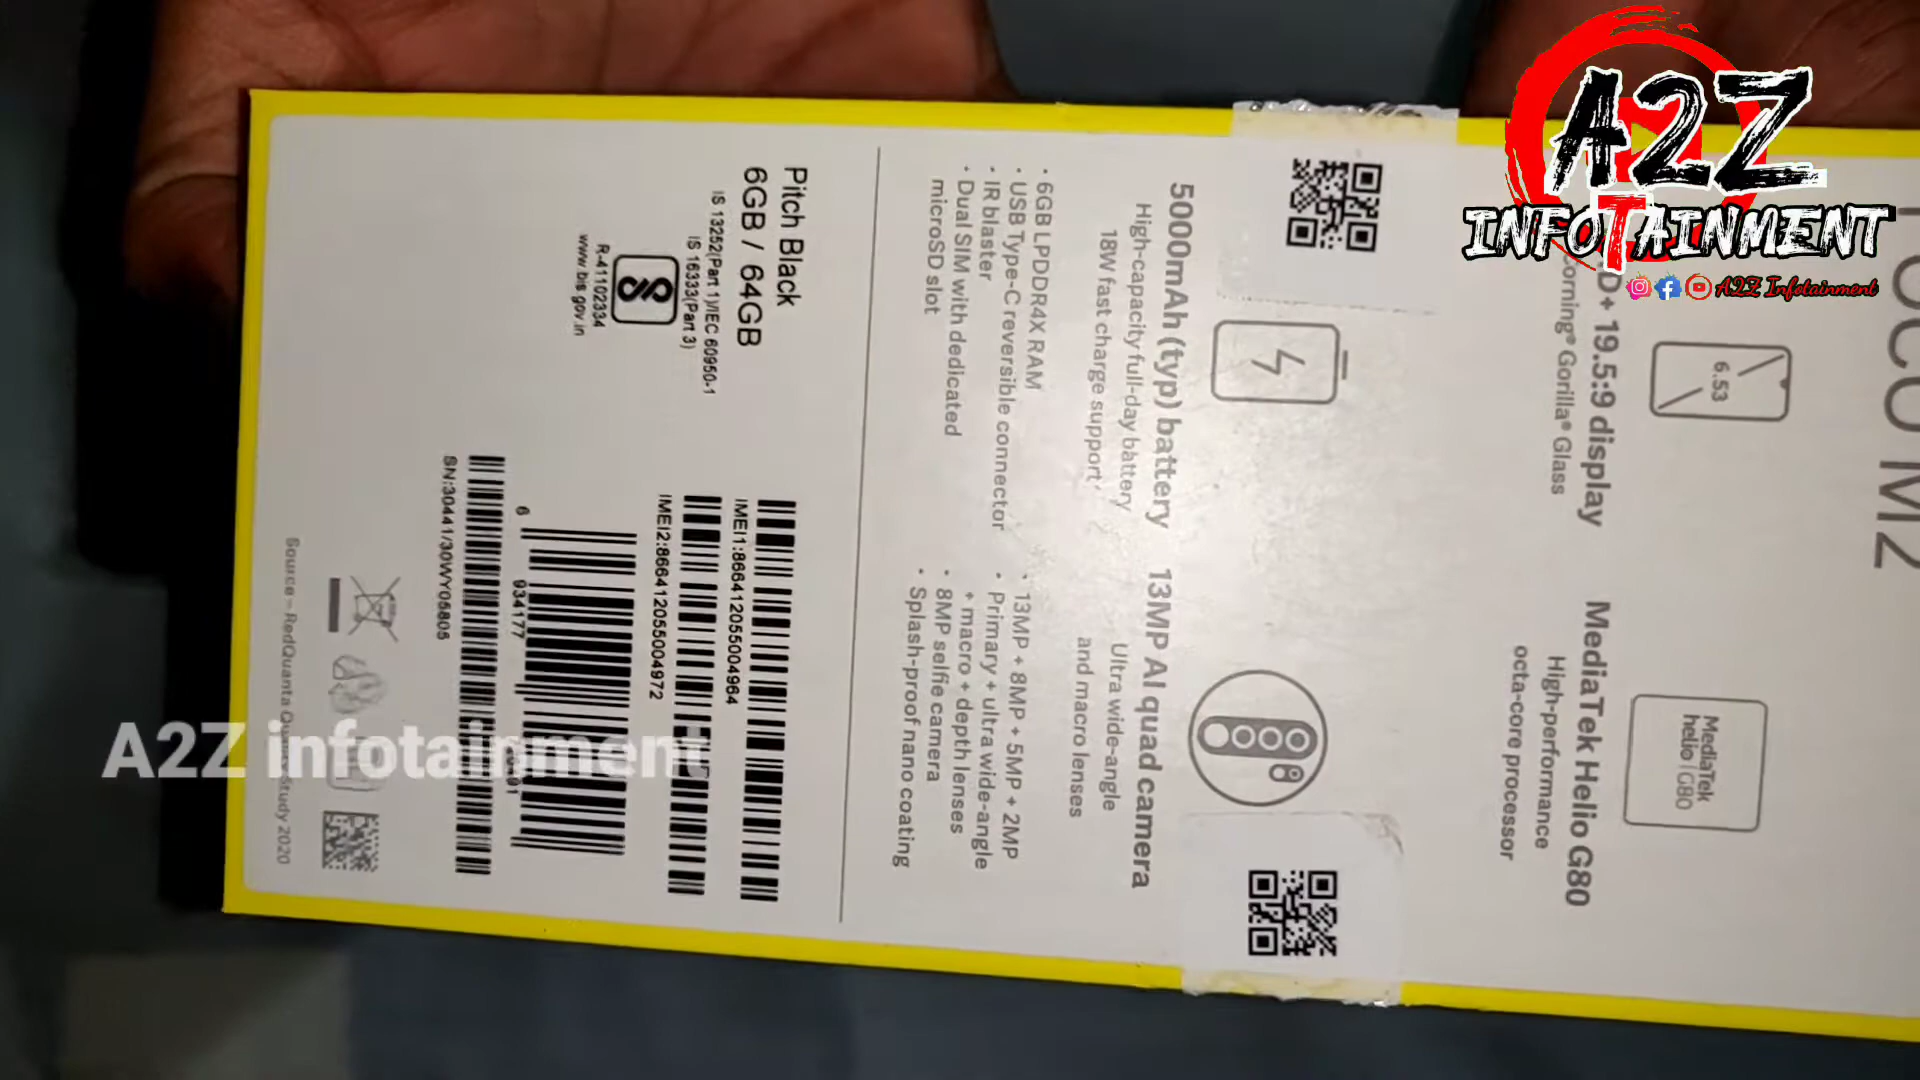 A2Z
INFOTAINMENT
A2Z Infotainment
POCO M2
6.53
D+ 19.5:9 display
Corning® Gorilla® Glass
MediaTek
helio G80
MediaTek Helio G80
High-performance
octa-core processor
5000mAh (typ) battery
High-capacity full-day battery
18W fast charge support
13MP AI quad camera
Ultra wide-angle
and macro lenses
• 6GB LPDDR4X RAM
• USB Type-C reversible connector
• IR blaster
• Dual SIM with dedicated
microSD slot
• 13MP + 8MP + 5MP + 2MP
• Primary + ultra wide-angle
+ macro + depth lenses
• 8MP selfie camera
• Splash-proof nano coating
Pitch Black
6GB / 64GB
IS 13252(Part 1)/IEC 60950-1
IS 1633(Part 3)
R-41102334
www.bis.gov.in
IMEI1:866412055004964
IMEI2:866412055004972
6 934177
SN:30441/30WY05805
Source – RedQuanta Study 2020
A2Z infotainment